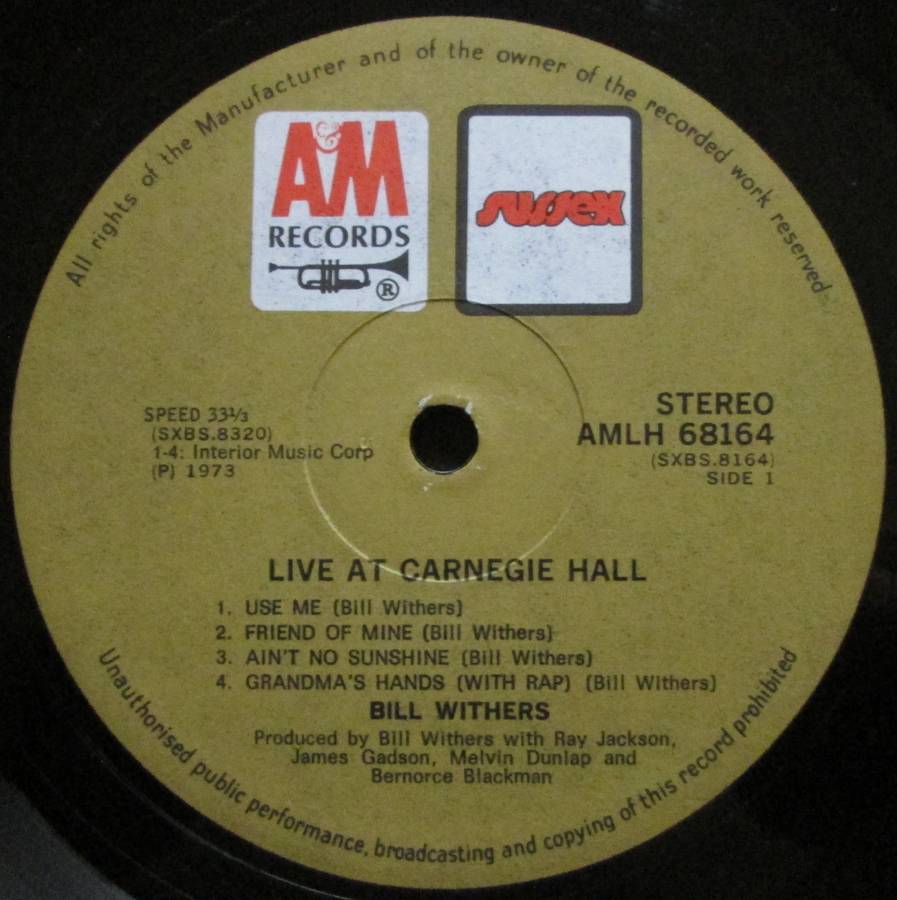 All rights of the Manufacturer and of the owner of the recorded work reserved
A&M
RECORDS
®
sussex
SPEED 33⅓
(SXBS.8320)
1-4: Interior Music Corp
(P) 1973
STEREO
AMLH 68164
(SXBS.8164)
SIDE 1
LIVE AT CARNEGIE HALL
1. USE ME (Bill Withers)
2. FRIEND OF MINE (Bill Withers)
3. AIN'T NO SUNSHINE (Bill Withers)
4. GRANDMA'S HANDS (WITH RAP) (Bill Withers)
BILL WITHERS
Produced by Bill Withers with Ray Jackson,
James Gadson, Melvin Dunlap and
Bernorce Blackman
Unauthorised public performance, broadcasting and copying of this record prohibited